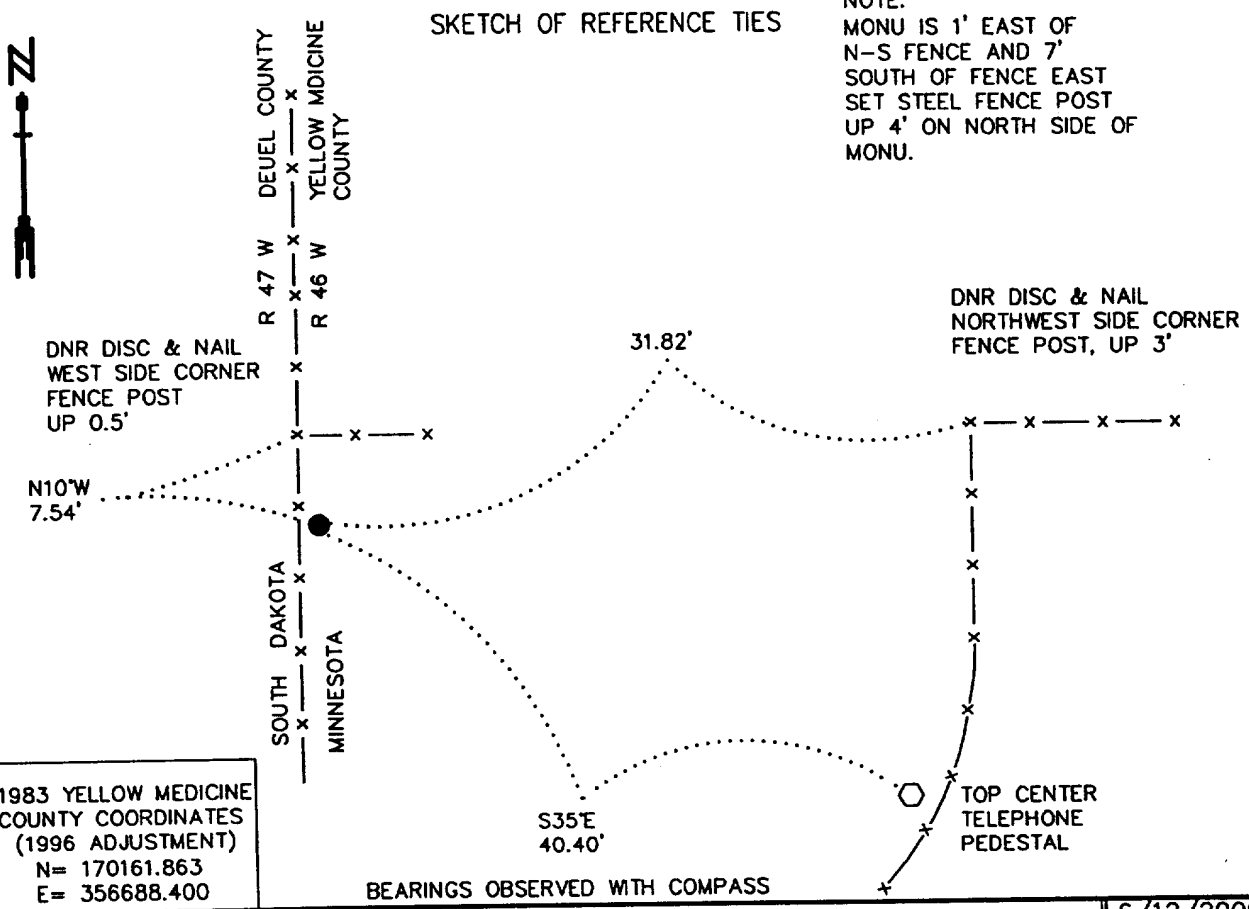 SKETCH OF REFERENCE TIES
NOTE:
MONU IS 1' EAST OF
N-S FENCE AND 7'
SOUTH OF FENCE EAST
SET STEEL FENCE POST
UP 4' ON NORTH SIDE OF
MONU.
N
DEUEL COUNTY
YELLOW MDICINE
COUNTY
R 47 W
R 46 W
DNR DISC & NAIL
WEST SIDE CORNER
FENCE POST
UP 0.5'
31.82'
DNR DISC & NAIL
NORTHWEST SIDE CORNER
FENCE POST, UP 3'
N10°W
7.54'
SOUTH DAKOTA
MINNESOTA
S35°E
40.40'
TOP CENTER
TELEPHONE
PEDESTAL
1983 YELLOW MEDICINE
COUNTY COORDINATES
(1996 ADJUSTMENT)
N= 170161.863
E= 356688.400
BEARINGS OBSERVED WITH COMPASS